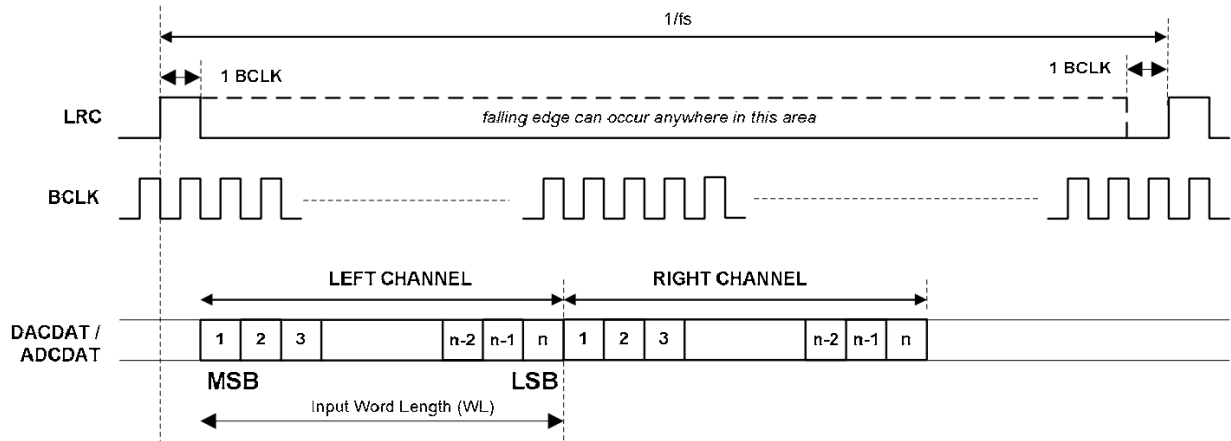 1/fs
1 BCLK
1 BCLK
LRC
falling edge can occur anywhere in this area
BCLK
LEFT CHANNEL
RIGHT CHANNEL
DACDAT /
ADCDAT
1 2 3 n-2 n-1 n 1 2 3 n-2 n-1 n
MSB
LSB
Input Word Length (WL)